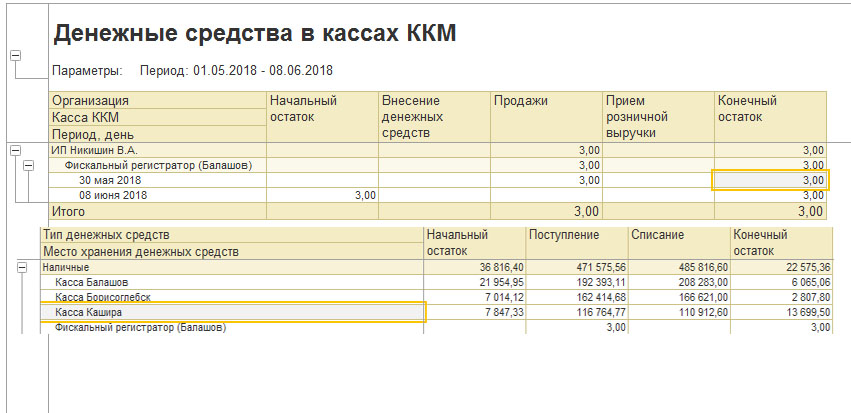 Денежные средства в кассах ККМ
Параметры: Период: 01.05.2018 - 08.06.2018
Организация Начальный остаток Внесение денежных средств Продажи Прием розничной выручки Конечный остаток
Касса ККМ
Период, день
ИП Никишин В.А. 3,00 3,00
Фискальный регистратор (Балашов) 3,00 3,00
30 мая 2018 3,00 3,00
08 июня 2018 3,00 3,00
Итого 3,00 3,00
Тип денежных средств Начальный остаток Поступление Списание Конечный остаток
Место хранения денежных средств
Наличные 36 816,40 471 575,56 485 816,60 22 575,36
Касса Балашов 21 954,95 192 393,11 208 283,00 6 065,06
Касса Борисоглебск 7 014,12 162 414,68 166 621,00 2 807,80
Касса Кашира 7 847,33 116 764,77 110 912,60 13 699,50
Фискальный регистратор (Балашов) 3,00 3,00